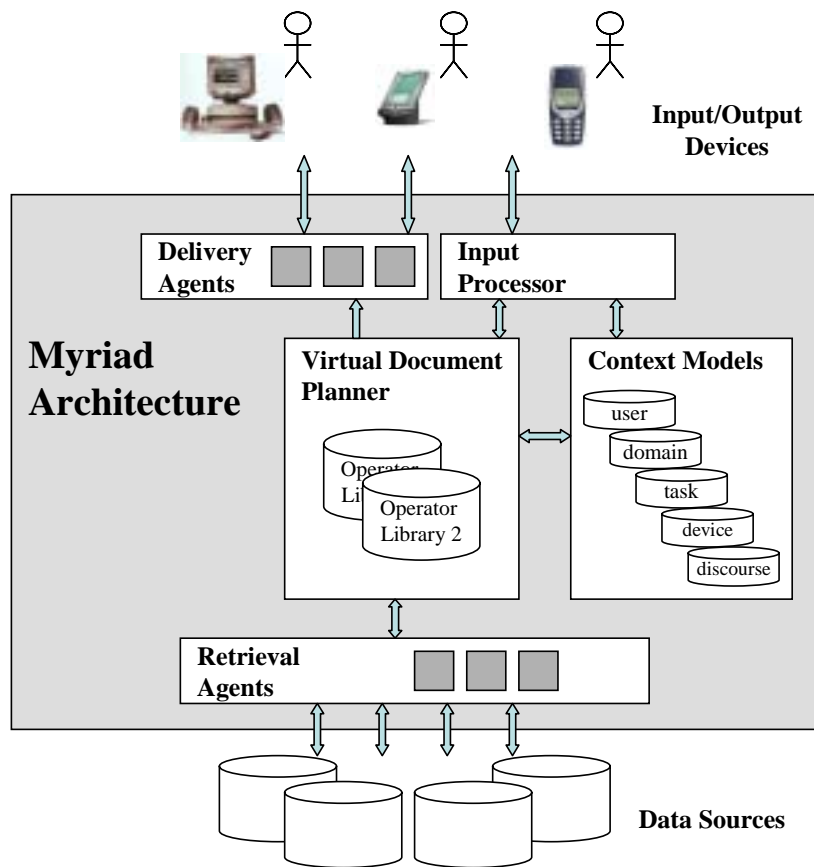 Input/Output
Devices
Delivery
Agents
Input
Processor
Myriad
Architecture
Virtual Document
Planner
Context Models
Operator
Operator
Library 2
user
domain
task
device
discourse
Retrieval
Agents
Data Sources